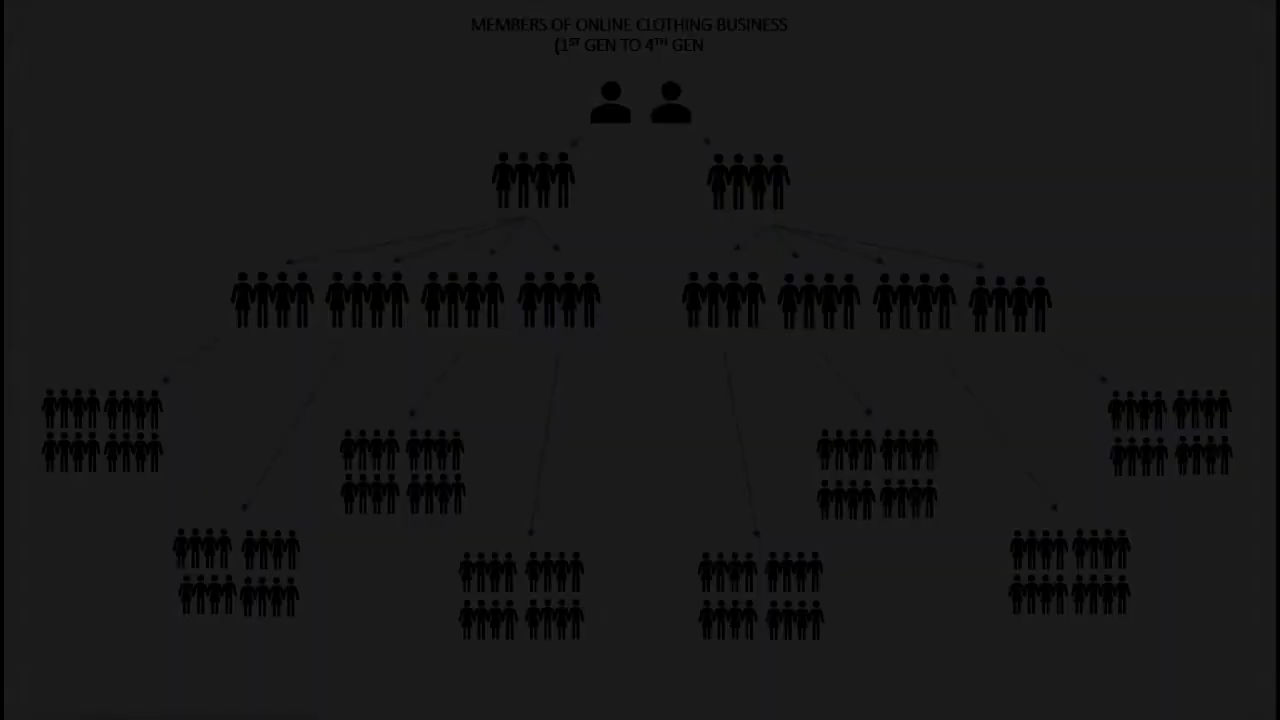 MEMBERS OF ONLINE CLOTHING BUSINESS
(1ST GEN TO 4TH GEN